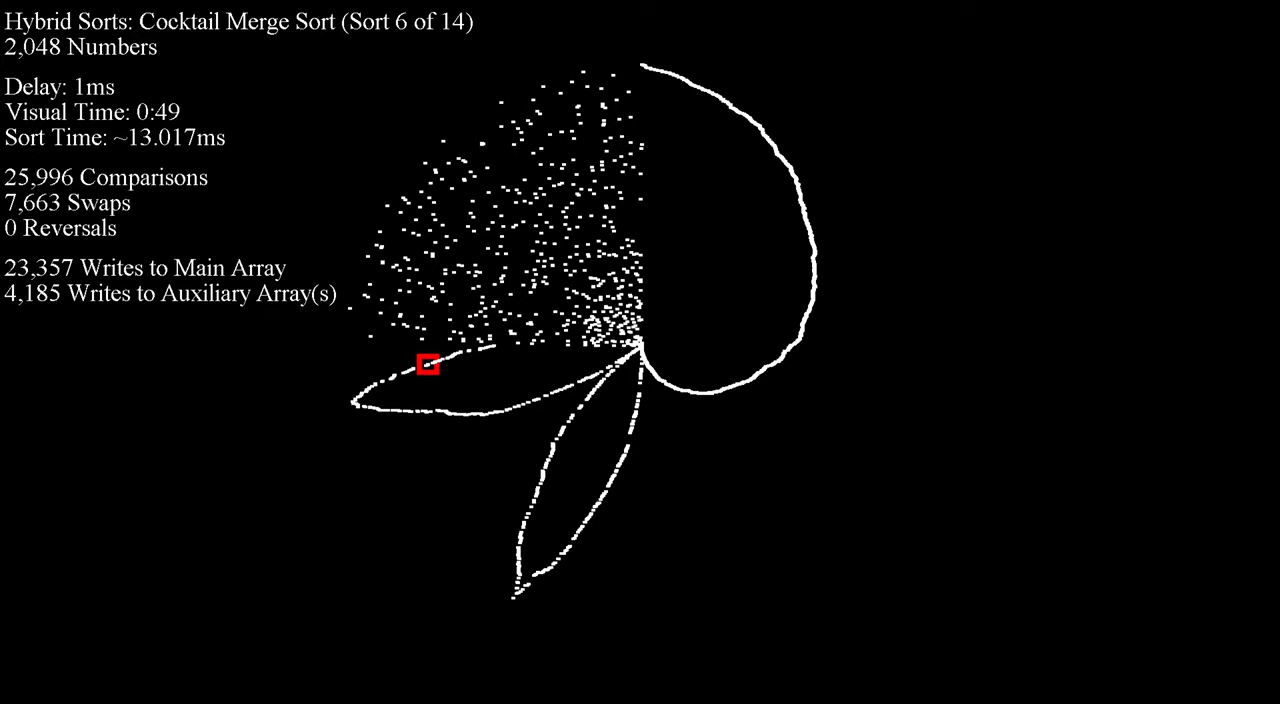 Hybrid Sorts: Cocktail Merge Sort (Sort 6 of 14)
2,048 Numbers
Delay: 1ms
Visual Time: 0:49
Sort Time: ~13.017ms
25,996 Comparisons
7,663 Swaps
0 Reversals
23,357 Writes to Main Array
4,185 Writes to Auxiliary Array(s)